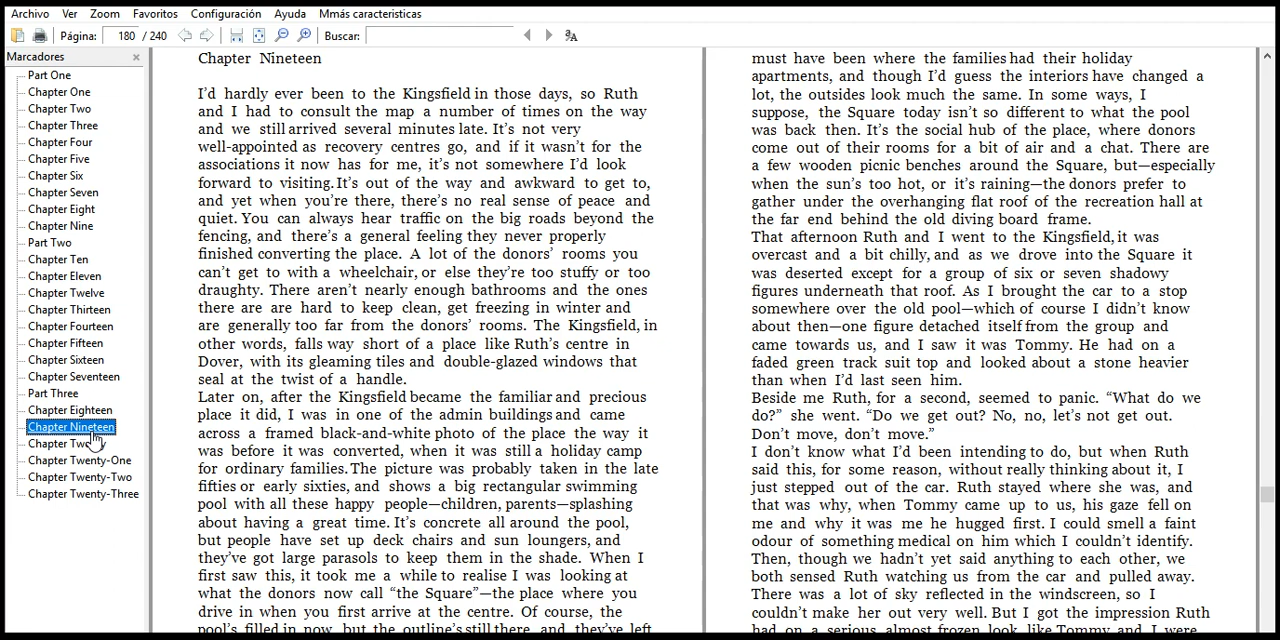 Archivo Ver Zoom Favoritos Configuración Ayuda Mmás caracteristicas
Página: 180 / 240 Buscar:
Marcadores
Part One
Chapter One
Chapter Two
Chapter Three
Chapter Four
Chapter Five
Chapter Six
Chapter Seven
Chapter Eight
Chapter Nine
Part Two
Chapter Ten
Chapter Eleven
Chapter Twelve
Chapter Thirteen
Chapter Fourteen
Chapter Fifteen
Chapter Sixteen
Chapter Seventeen
Part Three
Chapter Eighteen
Chapter Nineteen
Chapter
Chapter Twenty-One
Chapter Twenty-Two
Chapter Twenty-Three
Chapter Nineteen
I'd hardly ever been to the Kingsfield in those days, so Ruth
and I had to consult the map a number of times on the way
and we still arrived several minutes late. It's not very
well-appointed as recovery centres go, and if it wasn't for the
associations it now has for me, it's not somewhere I'd look
forward to visiting. It's out of the way and awkward to get to,
and yet when you're there, there's no real sense of peace and
quiet. You can always hear traffic on the big roads beyond the
fencing, and there's a general feeling they never properly
finished converting the place. A lot of the donors' rooms you
can't get to with a wheelchair, or else they're too stuffy or too
draughty. There aren't nearly enough bathrooms and the ones
there are are hard to keep clean, get freezing in winter and
are generally too far from the donors' rooms. The Kingsfield, in
other words, falls way short of a place like Ruth's centre in
Dover, with its gleaming tiles and double-glazed windows that
seal at the twist of a handle.
Later on, after the Kingsfield became the familiar and precious
place it did, I was in one of the admin buildings and came
across a framed black-and-white photo of the place the way it
was before it was converted, when it was still a holiday camp
for ordinary families. The picture was probably taken in the late
fifties or early sixties, and shows a big rectangular swimming
pool with all these happy people—children, parents—splashing
about having a great time. It's concrete all around the pool,
but people have set up deck chairs and sun loungers, and
they've got large parasols to keep them in the shade. When I
first saw this, it took me a while to realise I was looking at
what the donors now call “the Square”—the place where you
drive in when you first arrive at the centre. Of course, the
pool's filled in now, but the outline's still there, and they've left
must have been where the families had their holiday
apartments, and though I'd guess the interiors have changed a
lot, the outsides look much the same. In some ways, I
suppose, the Square today isn't so different to what the pool
was back then. It's the social hub of the place, where donors
come out of their rooms for a bit of air and a chat. There are
a few wooden picnic benches around the Square, but—especially
when the sun's too hot, or it's raining—the donors prefer to
gather under the overhanging flat roof of the recreation hall at
the far end behind the old diving board frame.
That afternoon Ruth and I went to the Kingsfield, it was
overcast and a bit chilly, and as we drove into the Square it
was deserted except for a group of six or seven shadowy
figures underneath that roof. As I brought the car to a stop
somewhere over the old pool—which of course I didn't know
about then—one figure detached itself from the group and
came towards us, and I saw it was Tommy. He had on a
faded green track suit top and looked about a stone heavier
than when I'd last seen him.
Beside me Ruth, for a second, seemed to panic. “What do we
do?” she went. “Do we get out? No, no, let's not get out.
Don't move, don't move.”
I don't know what I'd been intending to do, but when Ruth
said this, for some reason, without really thinking about it, I
just stepped out of the car. Ruth stayed where she was, and
that was why, when Tommy came up to us, his gaze fell on
me and why it was me he hugged first. I could smell a faint
odour of something medical on him which I couldn't identify.
Then, though we hadn't yet said anything to each other, we
both sensed Ruth watching us from the car and pulled away.
There was a lot of sky reflected in the windscreen, so I
couldn't make her out very well. But I got the impression Ruth
had on a serious, almost frozen look, like Tommy and I were